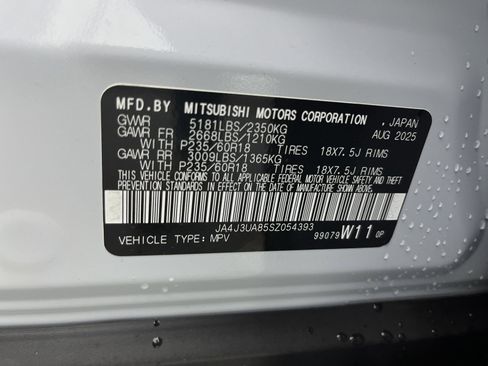 MFD.BY MITSUBISHI MOTORS CORPORATION , JAPAN
GVWR 5181LBS/2350KG AUG 2025
GAWR FR 2668LBS/1210KG
WITH P235/60R18 TIRES 18X7.5J RIMS
GAWR RR 3009LBS/1365KG
WITH P235/60R18 TIRES 18X7.5J RIMS
THIS VEHICLE CONFORMS TO ALL APPLICABLE FEDERAL MOTOR VEHICLE SAFETY AND THEFT
PREVENTION STANDARDS IN EFFECT ON THE DATE OF MANUFACTURE SHOWN ABOVE.
JA4J3UA85SZ054393
VEHICLE TYPE: MPV 99079 W11 OP